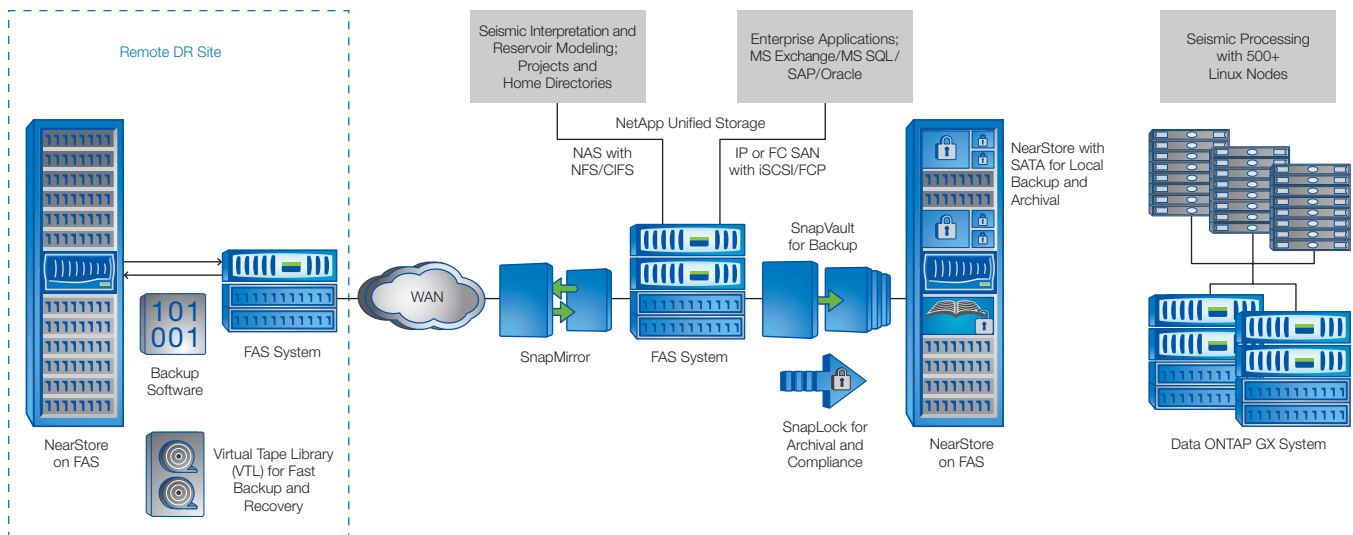 Remote DR Site
NearStore
on FAS
101
001
Backup
Software
FAS System
Virtual Tape Library
(VTL) for Fast
Backup and
Recovery
WAN
SnapMirror
Seismic Interpretation and
Reservoir Modeling;
Projects and
Home Directories
Enterprise Applications;
MS Exchange/MS SQL/
SAP/Oracle
NetApp Unified Storage
NAS with
NFS/CIFS
IP or FC SAN
with iSCSI/FCP
FAS System
SnapVault
for Backup
SnapLock for
Archival and
Compliance
NearStore with
SATA for Local
Backup and
Archival
NearStore
on FAS
Seismic Processing
with 500+
Linux Nodes
Data ONTAP GX System